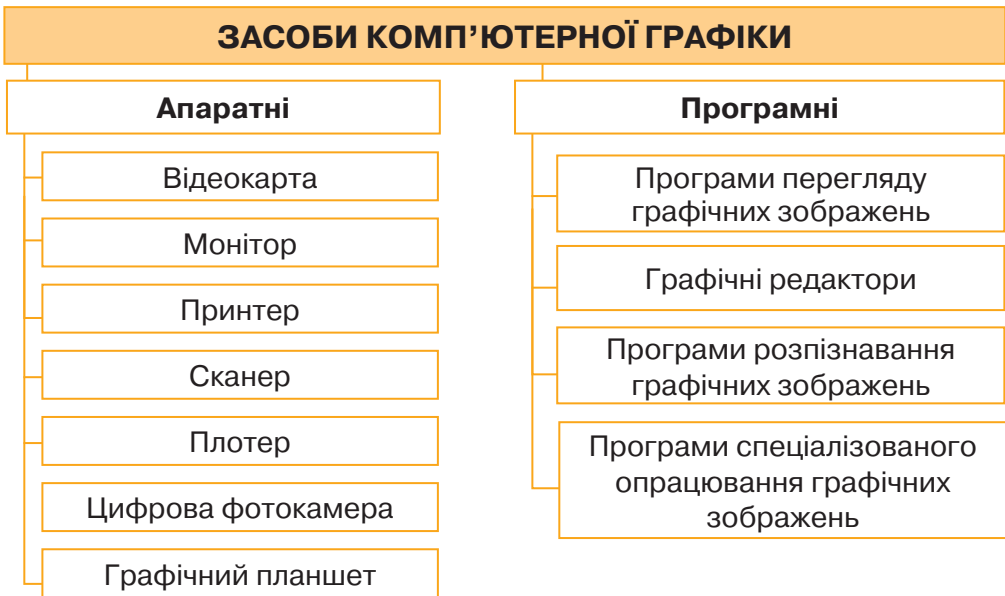 ЗАСОБИ КОМП’ЮТЕРНОЇ ГРАФІКИ
Апаратні
Відеокарта
Монітор
Принтер
Сканер
Плотер
Цифрова фотокамера
Графічний планшет
Програмні
Програми перегляду
графічних зображень
Графічні редактори
Програми розпізнавання
графічних зображень
Програми спеціалізованого
опрацювання графічних
зображень